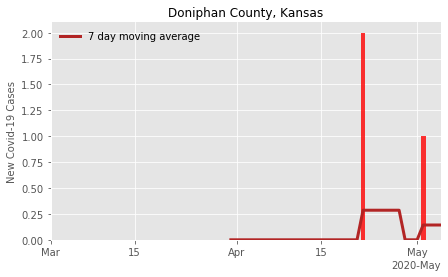 Doniphan County, Kansas
7 day moving average
New Covid-19 Cases
2.00
1.75
1.50
1.25
1.00
0.75
0.50
0.25
0.00
Mar
15
Apr
15
May
2020-May